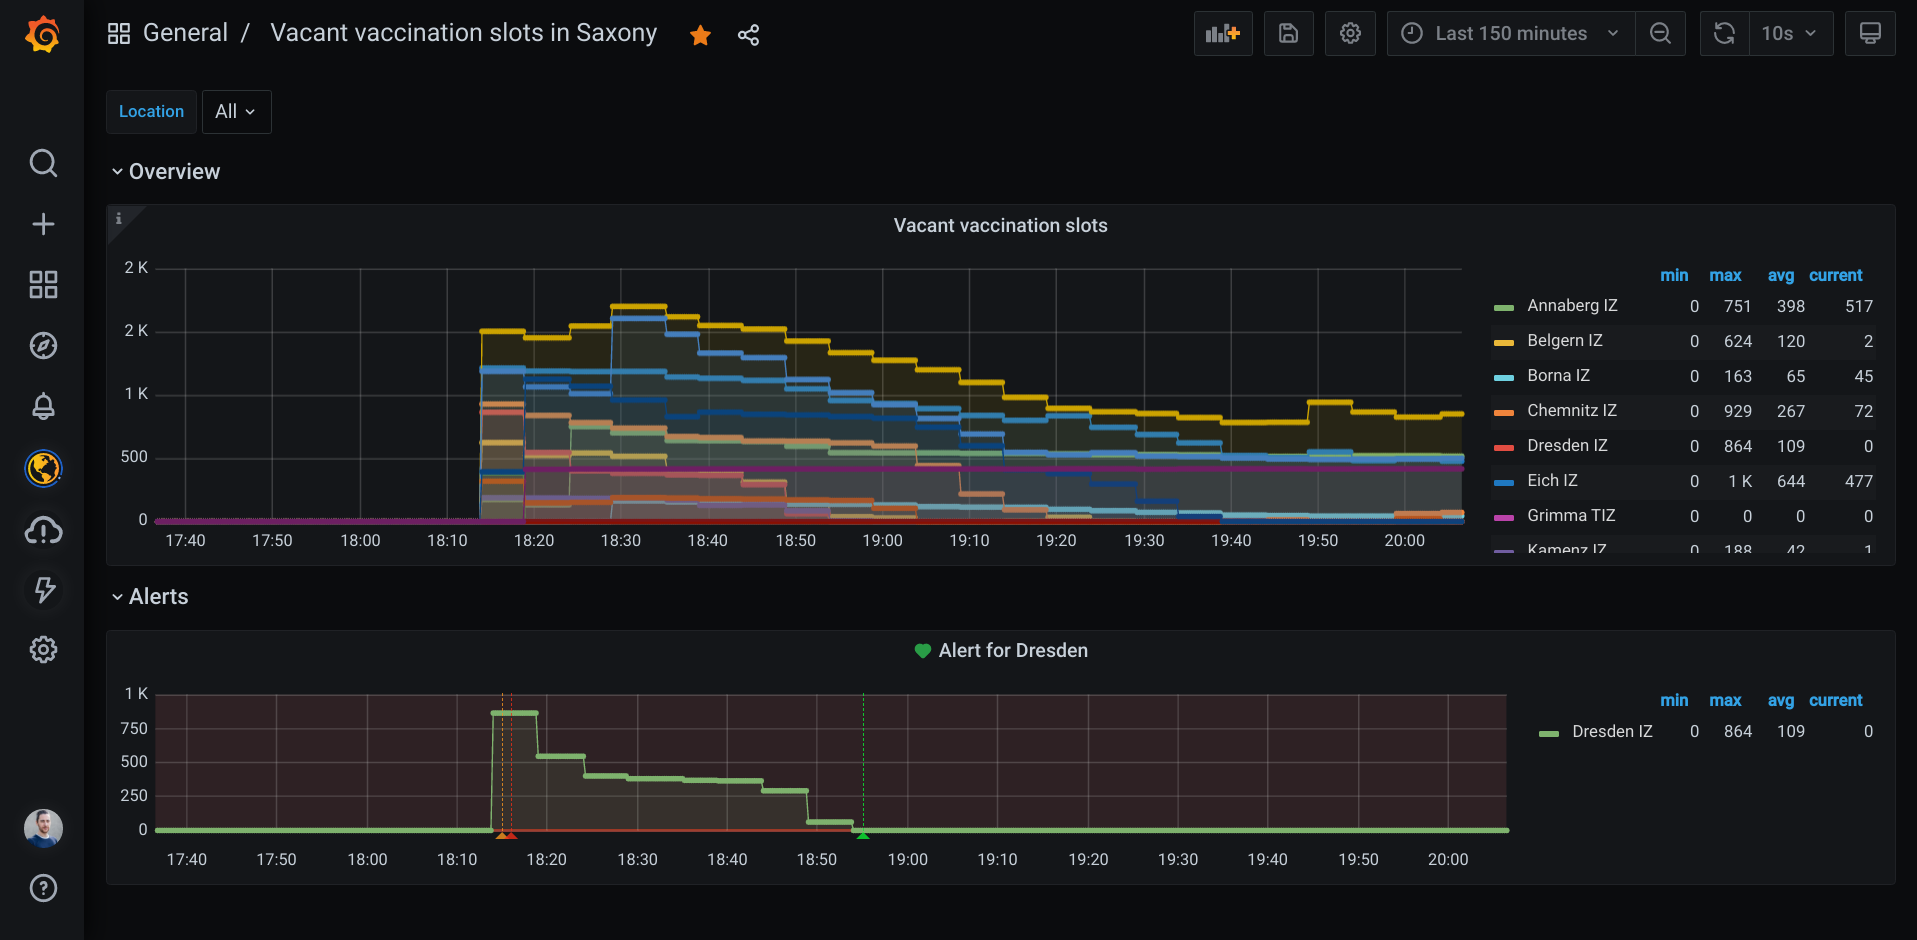 General / Vacant vaccination slots in Saxony
Last 150 minutes
10s
Location All
Overview
i
Vacant vaccination slots
2 K
2 K
1 K
500
0
17:40 17:50 18:00 18:10 18:20 18:30 18:40 18:50 19:00 19:10 19:20 19:30 19:40 19:50 20:00
min max avg current
Annaberg IZ 0 751 398 517
Belgern IZ 0 624 120 2
Borna IZ 0 163 65 45
Chemnitz IZ 0 929 267 72
Dresden IZ 0 864 109 0
Eich IZ 0 1 K 644 477
Grimma TIZ 0 0 0 0
Kamenz IZ 0 188 42 1
Alerts
Alert for Dresden
1 K
750
500
250
0
17:40 17:50 18:00 18:10 18:20 18:30 18:40 18:50 19:00 19:10 19:20 19:30 19:40 19:50 20:00
min max avg current
Dresden IZ 0 864 109 0